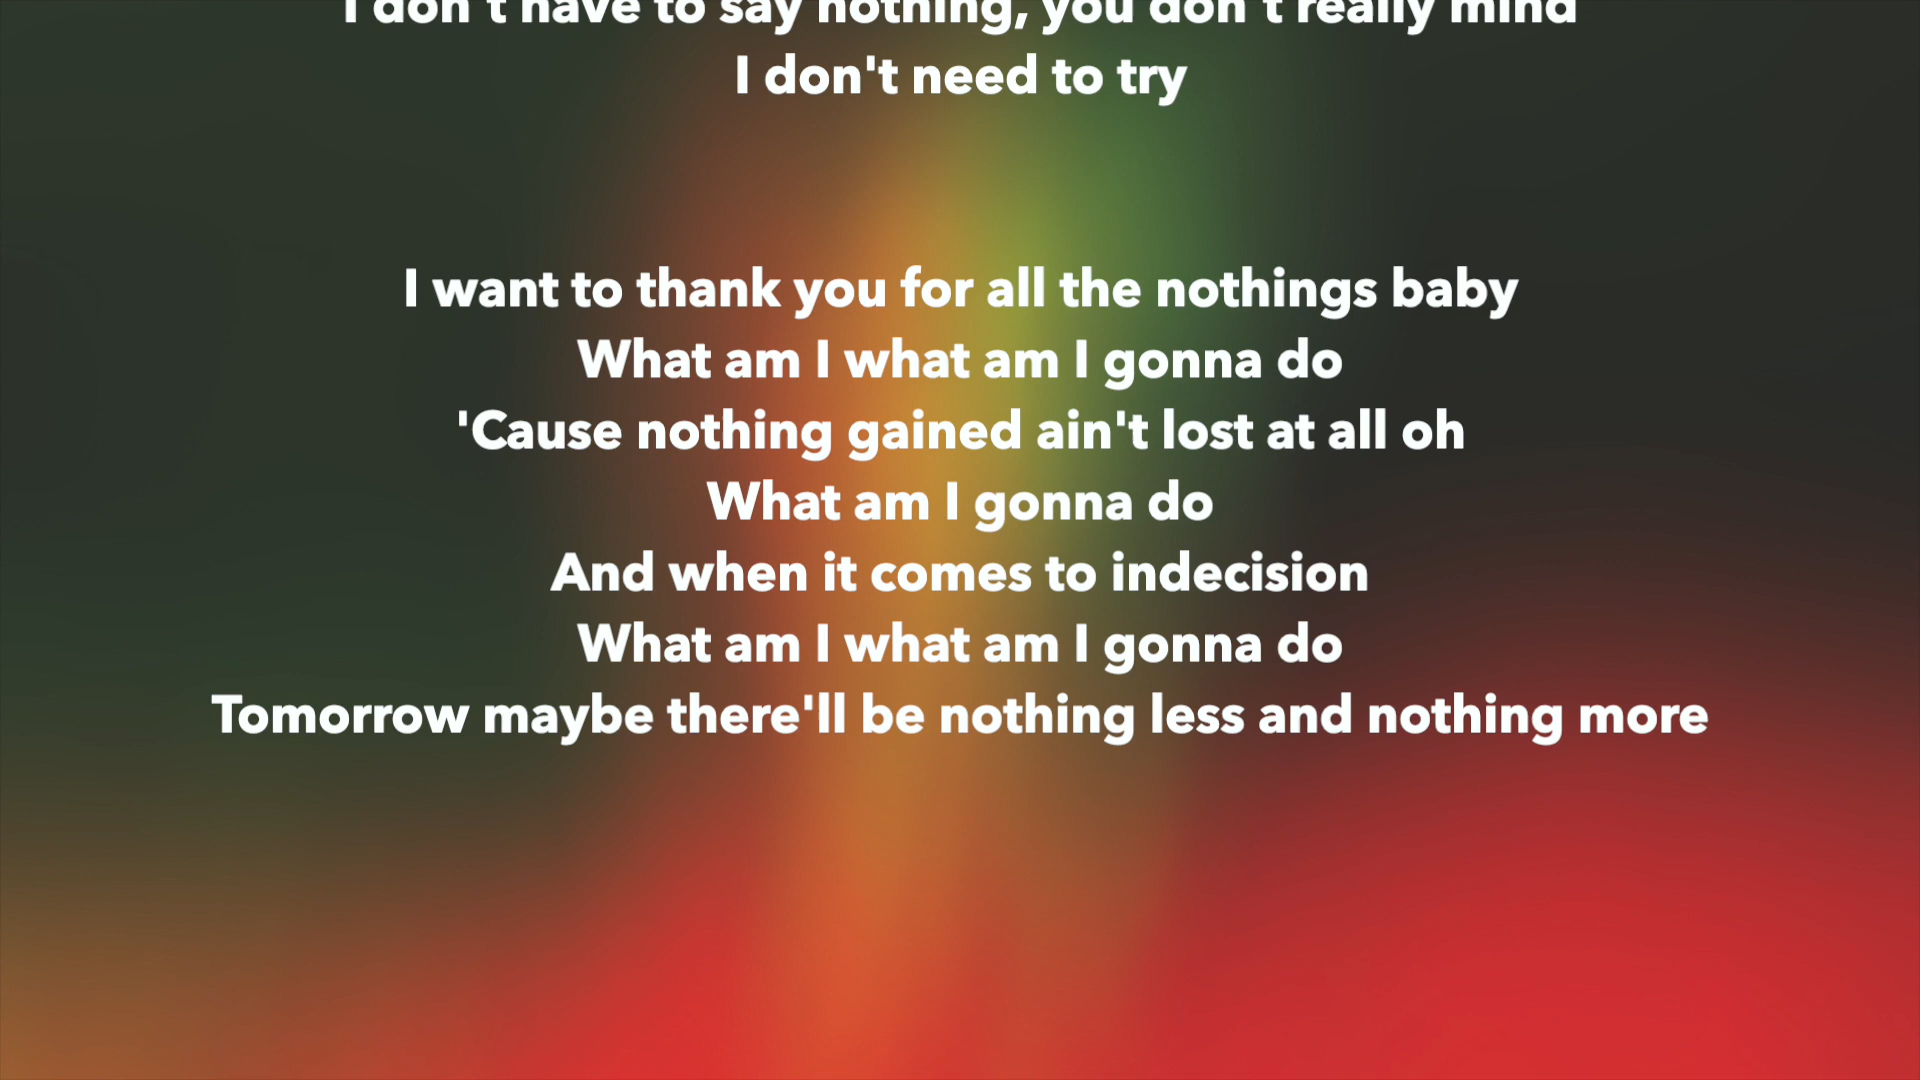 I don't have to say nothing, you don't really mind
I don't need to try
I want to thank you for all the nothings baby
What am I what am I gonna do
'Cause nothing gained ain't lost at all oh
What am I gonna do
And when it comes to indecision
What am I what am I gonna do
Tomorrow maybe there'll be nothing less and nothing more